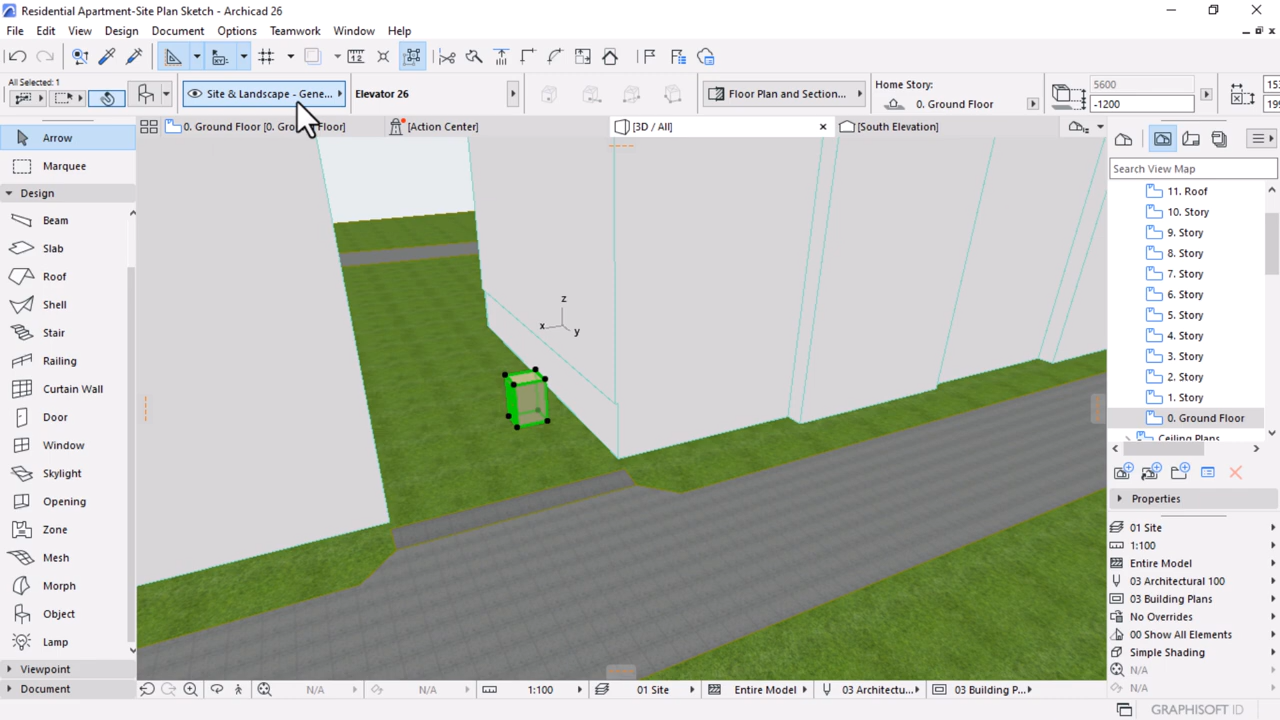 Residential Apartment-Site Plan Sketch - Archicad 26
File Edit View Design Document Options Teamwork Window Help
All Selected: 1
Site & Landscape - Gene...
Elevator 26
Floor Plan and Section...
Home Story:
0. Ground Floor
5600
-1200
0. Ground Floor [0. Gro Floor]
[Action Center]
[3D / All]
[South Elevation]
Arrow
Marquee
Design
Beam
Slab
Roof
Shell
Stair
Railing
Curtain Wall
Door
Window
Skylight
Opening
Zone
Mesh
Morph
Object
Lamp
Viewpoint
Document
z
x
y
Search View Map
11. Roof
10. Story
9. Story
8. Story
7. Story
6. Story
5. Story
4. Story
3. Story
2. Story
1. Story
0. Ground Floor
Ceiling Plans
Properties
01 Site
1:100
Entire Model
03 Architectural 100
03 Building Plans
No Overrides
00 Show All Elements
Simple Shading
N/A
N/A
N/A N/A 1:100 01 Site Entire Model 03 Architectu... 03 Building P...
GRAPHISOFT ID